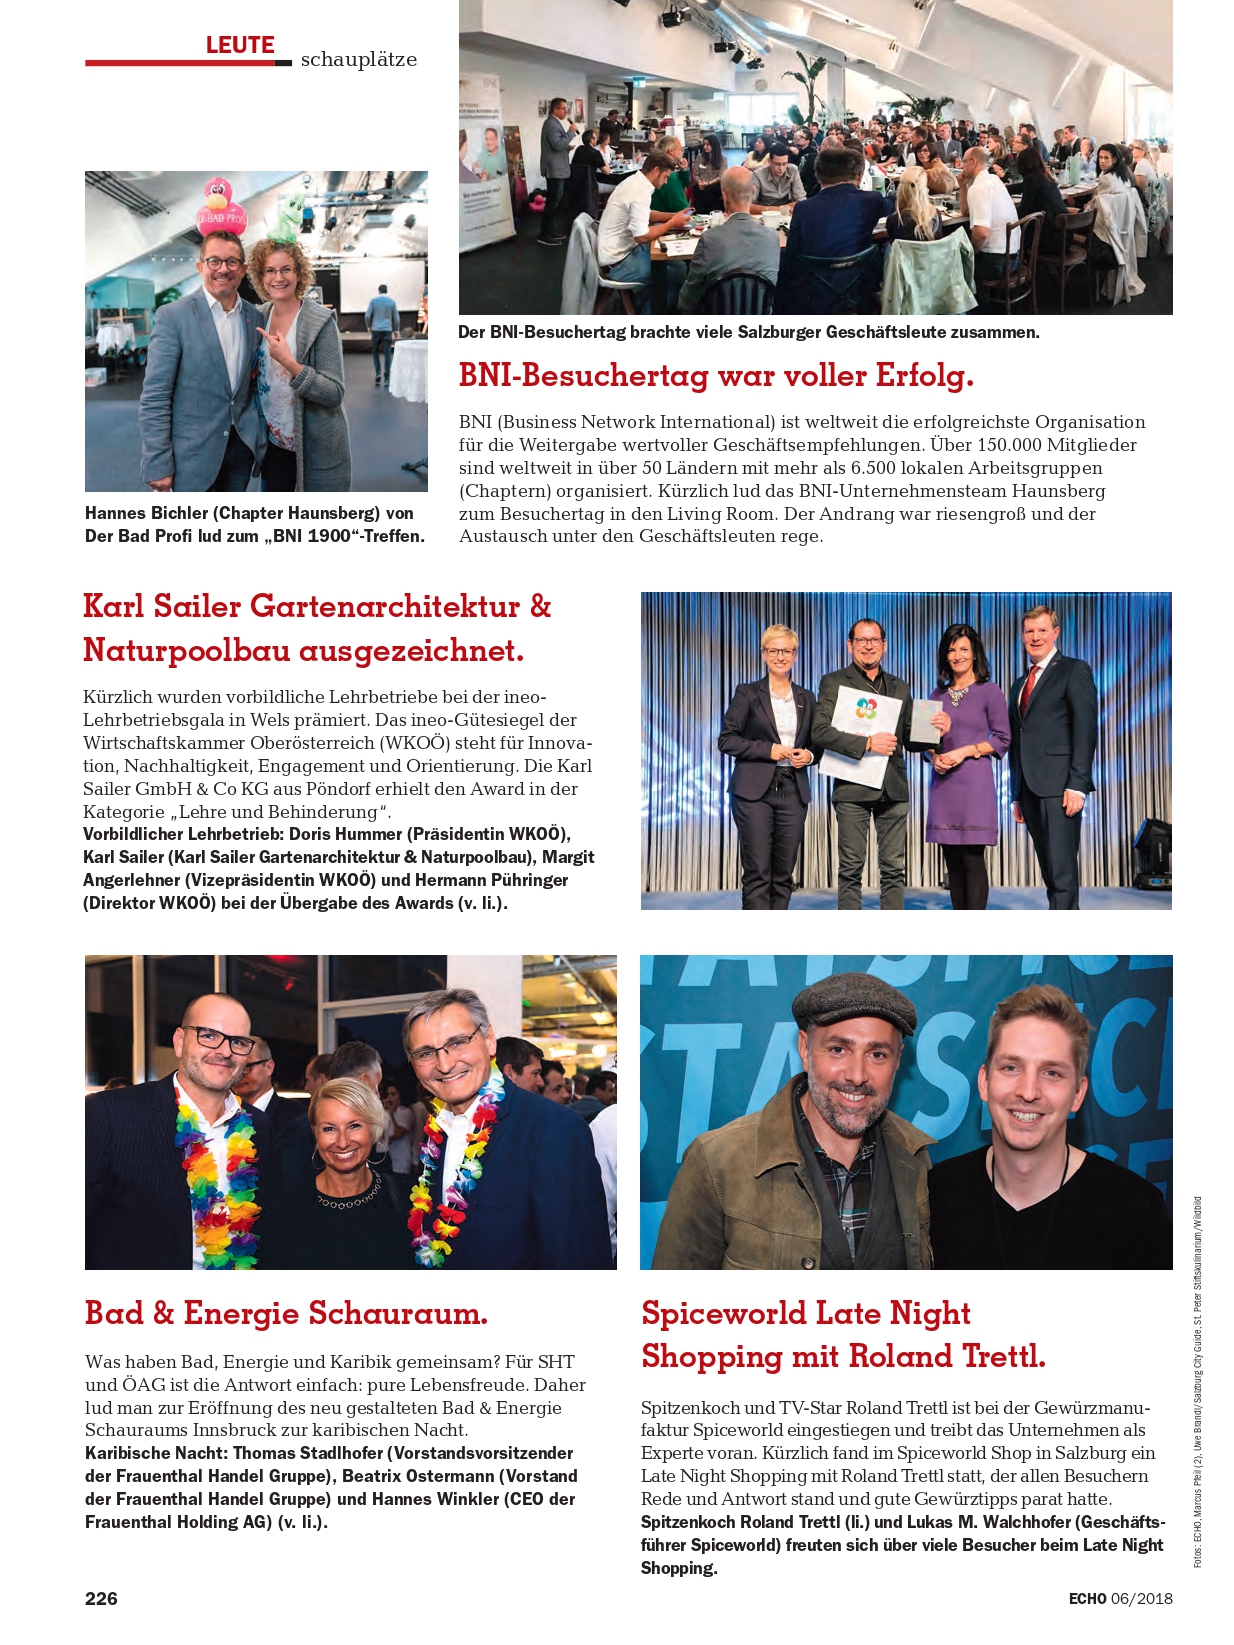 LEUTE
schauplätze
BNI
BAD PROFI
Der BNI-Besuchertag brachte viele Salzburger Geschäftsleute zusammen.
BNI-Besuchertag war voller Erfolg.
BNI (Business Network International) ist weltweit die erfolgreichste Organisation
für die Weitergabe wertvoller Geschäftsempfehlungen. Über 150.000 Mitglieder
sind weltweit in über 50 Ländern mit mehr als 6.500 lokalen Arbeitsgruppen
(Chaptern) organisiert. Kürzlich lud das BNI-Unternehmensteam Haunsberg
zum Besuchertag in den Living Room. Der Andrang war riesengroß und der
Austausch unter den Geschäftsleuten rege.
Hannes Bichler (Chapter Haunsberg) von
Der Bad Profi lud zum „BNI 1900“-Treffen.
Karl Sailer Gartenarchitektur &
Naturpoolbau ausgezeichnet.
Kürzlich wurden vorbildliche Lehrbetriebe bei der ineo-
Lehrbetriebsgala in Wels prämiert. Das ineo-Gütesiegel der
Wirtschaftskammer Oberösterreich (WKOÖ) steht für Innova-
tion, Nachhaltigkeit, Engagement und Orientierung. Die Karl
Sailer GmbH & Co KG aus Pöndorf erhielt den Award in der
Kategorie „Lehre und Behinderung“.
Vorbildlicher Lehrbetrieb: Doris Hummer (Präsidentin WKOÖ),
Karl Sailer (Karl Sailer Gartenarchitektur & Naturpoolbau), Margit
Angerlehner (Vizepräsidentin WKOÖ) und Hermann Pühringer
(Direktor WKOÖ) bei der Übergabe des Awards (v. li.).
Bad & Energie Schauraum.
Was haben Bad, Energie und Karibik gemeinsam? Für SHT
und ÖAG ist die Antwort einfach: pure Lebensfreude. Daher
lud man zur Eröffnung des neu gestalteten Bad & Energie
Schauraums Innsbruck zur karibischen Nacht.
Karibische Nacht: Thomas Stadlhofer (Vorstandsvorsitzender
der Frauenthal Handel Gruppe), Beatrix Ostermann (Vorstand
der Frauenthal Handel Gruppe) und Hannes Winkler (CEO der
Frauenthal Holding AG) (v. li.).
Spiceworld Late Night
Shopping mit Roland Trettl.
Spitzenkoch und TV-Star Roland Trettl ist bei der Gewürzmanu-
faktur Spiceworld eingestiegen und treibt das Unternehmen als
Experte voran. Kürzlich fand im Spiceworld Shop in Salzburg ein
Late Night Shopping mit Roland Trettl statt, der allen Besuchern
Rede und Antwort stand und gute Gewürztipps parat hatte.
Spitzenkoch Roland Trettl (li.) und Lukas M. Walchhofer (Geschäfts-
führer Spiceworld) freuten sich über viele Besucher beim Late Night
Shopping.
Fotos: ECHO, Marcus Pfeil (2), Uwe Brandl/Salzburg City Guide, St. Peter Stiftskulinarium/Wildbild
226
ECHO 06/2018